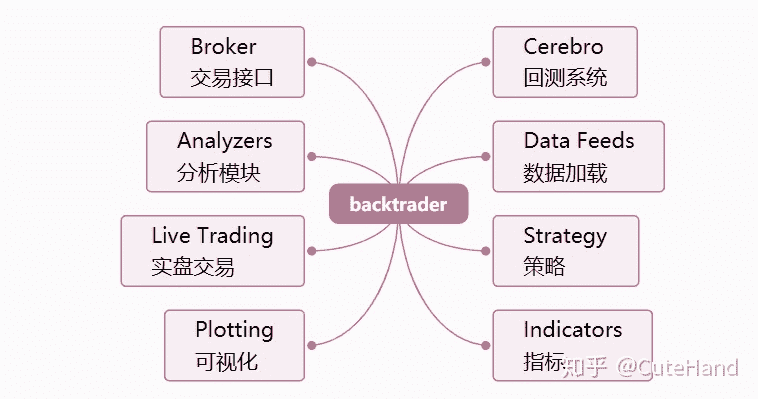 Broker
交易接口
Analyzers
分析模块
Live Trading
实盘交易
Plotting
可视化
backtrader
Cerebro
回测系统
Data Feeds
数据加载
Strategy
策略
Indicators
指标
知乎 @CuteHand